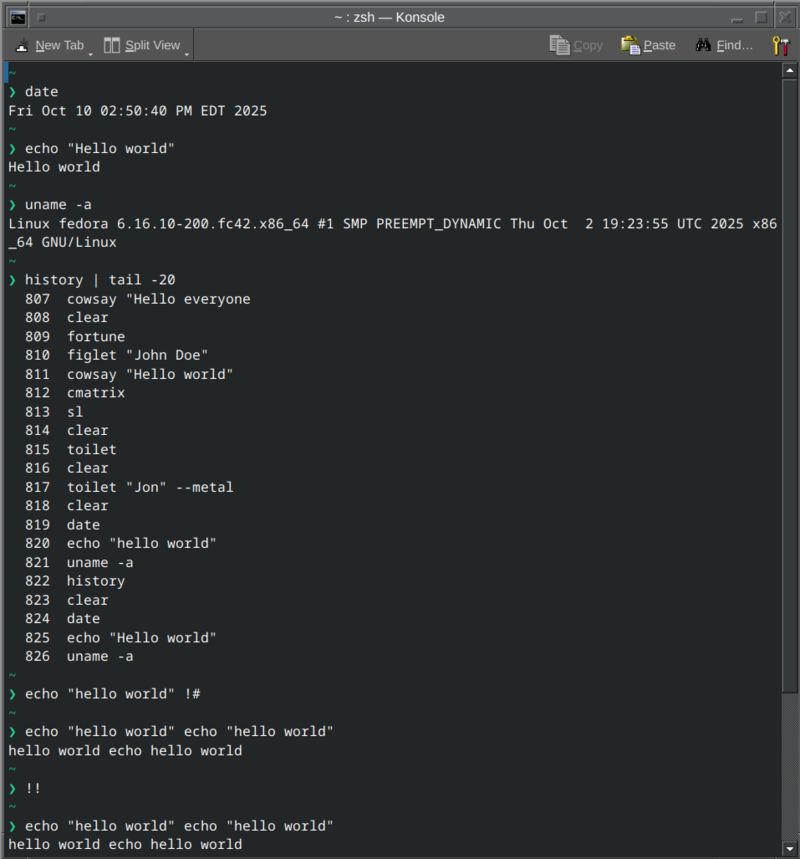 ~ : zsh — Konsole
New Tab Split View Copy Paste Find...
~
❯ date
Fri Oct 10 02:50:40 PM EDT 2025
~
❯ echo "Hello world"
Hello world
~
❯ uname -a
Linux fedora 6.16.10-200.fc42.x86_64 #1 SMP PREEMPT_DYNAMIC Thu Oct  2 19:23:55 UTC 2025 x86
_64 GNU/Linux
~
❯ history | tail -20
  807  cowsay "Hello everyone
  808  clear
  809  fortune
  810  figlet "John Doe"
  811  cowsay "Hello world"
  812  cmatrix
  813  sl
  814  clear
  815  toilet
  816  clear
  817  toilet "Jon" --metal
  818  clear
  819  date
  820  echo "hello world"
  821  uname -a
  822  history
  823  clear
  824  date
  825  echo "Hello world"
  826  uname -a
~
❯ echo "hello world" !#
~
❯ echo "hello world" echo "hello world"
hello world echo hello world
~
❯ !!
~
❯ echo "hello world" echo "hello world"
hello world echo hello world